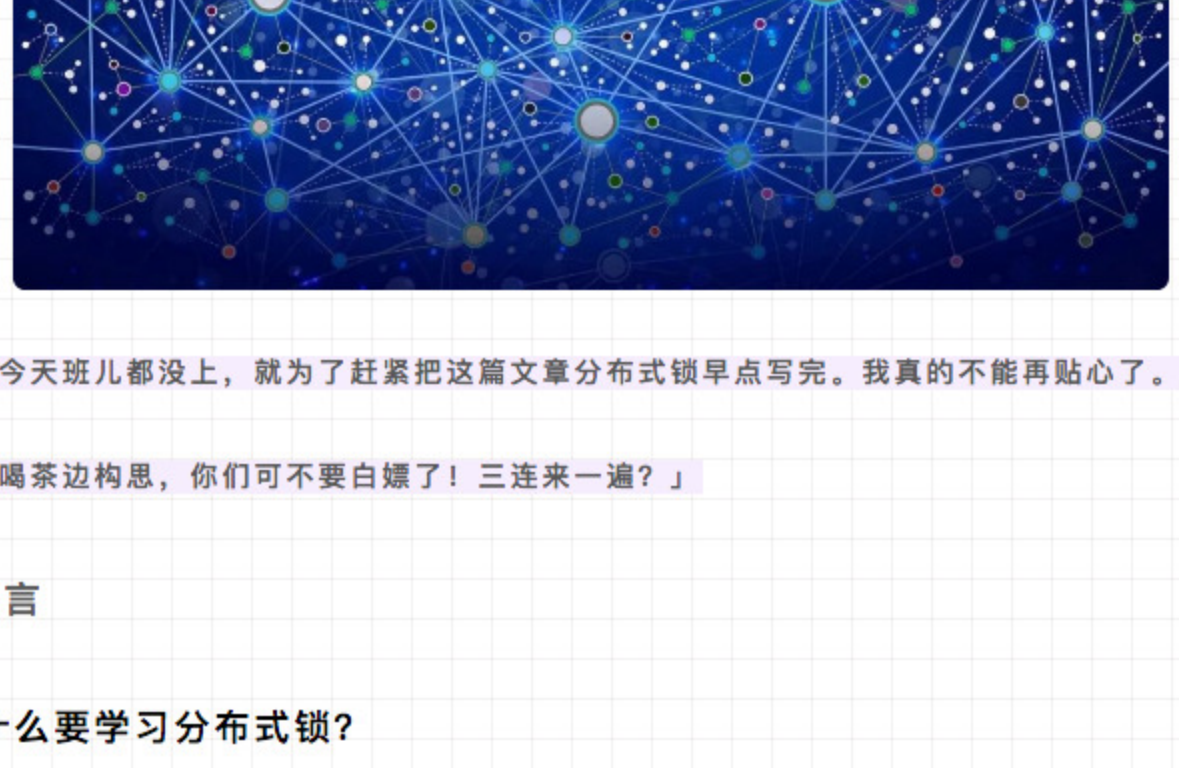 今天班儿都没上，就为了赶紧把这篇文章分布式锁早点写完。我真的不能再贴心了。
喝茶边构思，你们可不要白嫖了！三连来一遍？」
言
么要学习分布式锁？